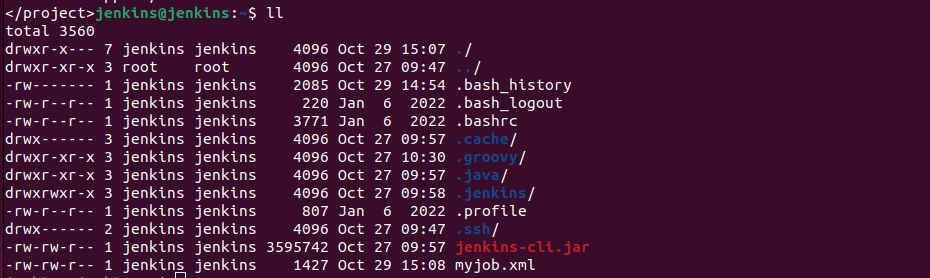 </project>jenkins@jenkins:~$ ll
total 3560
drwxr-x--- 7 jenkins jenkins    4096 Oct 29 15:07 ./
drwxr-xr-x 3 root    root       4096 Oct 27 09:47 ../
-rw------- 1 jenkins jenkins    2085 Oct 29 14:54 .bash_history
-rw-r--r-- 1 jenkins jenkins     220 Jan  6  2022 .bash_logout
-rw-r--r-- 1 jenkins jenkins    3771 Jan  6  2022 .bashrc
drwx------ 3 jenkins jenkins    4096 Oct 27 09:57 .cache/
drwxr-xr-x 3 jenkins jenkins    4096 Oct 27 10:30 .groovy/
drwxr-xr-x 3 jenkins jenkins    4096 Oct 27 09:57 .java/
drwxrwxr-x 3 jenkins jenkins    4096 Oct 27 09:58 .jenkins/
-rw-r--r-- 1 jenkins jenkins     807 Jan  6  2022 .profile
drwx------ 2 jenkins jenkins    4096 Oct 27 09:47 .ssh/
-rw-rw-r-- 1 jenkins jenkins 3595742 Oct 27 09:57 jenkins-cli.jar
-rw-rw-r-- 1 jenkins jenkins    1427 Oct 29 15:08 myjob.xml